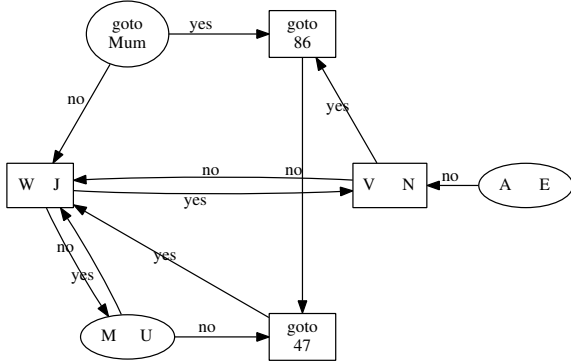 goto
Mum
yes
goto
86
no
yes
W J
no
no
yes
V N
no
A E
no
yes
yes
M U
no
goto
47